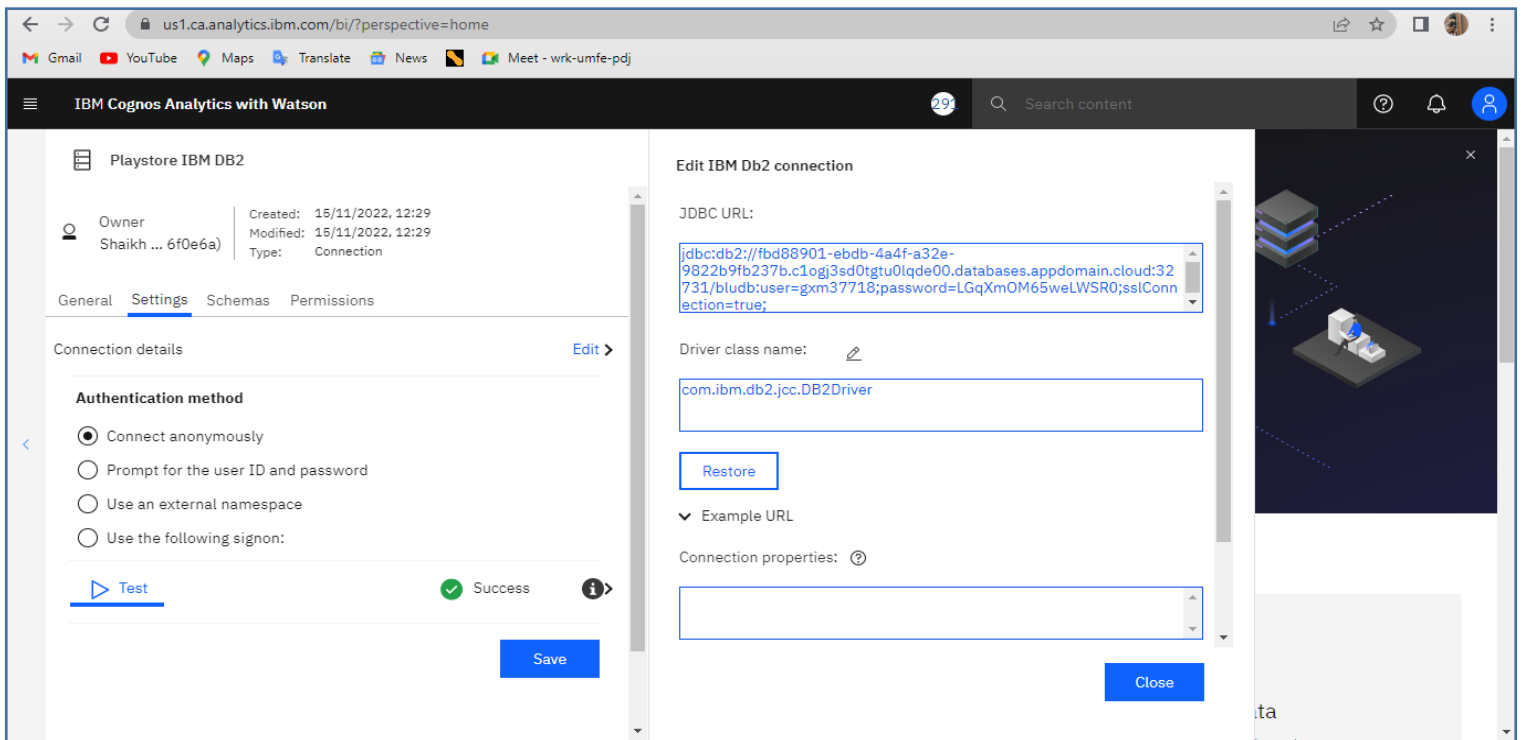 us1.ca.analytics.ibm.com/bi/?perspective=home
Gmail YouTube Maps Translate News Meet - wrk-umfe-pdj
IBM Cognos Analytics with Watson
291
Search content
Playstore IBM DB2
Owner
Shaikh ... 6f0e6a)
Created: 15/11/2022, 12:29
Modified: 15/11/2022, 12:29
Type: Connection
General Settings Schemas Permissions
Connection details
Edit
Authentication method
Connect anonymously
Prompt for the user ID and password
Use an external namespace
Use the following signon:
Test
Success
Save
Edit IBM Db2 connection
JDBC URL:
jdbc:db2://fbd88901-ebdb-4a4f-a32e-
9822b9fb237b.c1ogj3sd0tgtu0lqde00.databases.appdomain.cloud:32
731/bludb:user=gxm37718;password=LGqXmOM65weLWSR0;sslConn
ection=true;
Driver class name:
com.ibm.db2.jcc.DB2Driver
Restore
Example URL
Connection properties:
Close